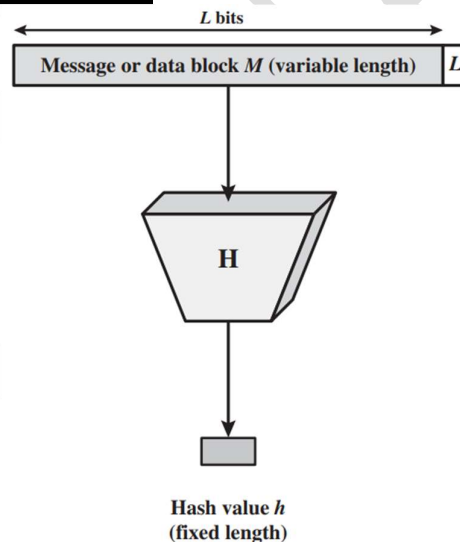 L bits
Message or data block M (variable length) L
H
Hash value h
(fixed length)